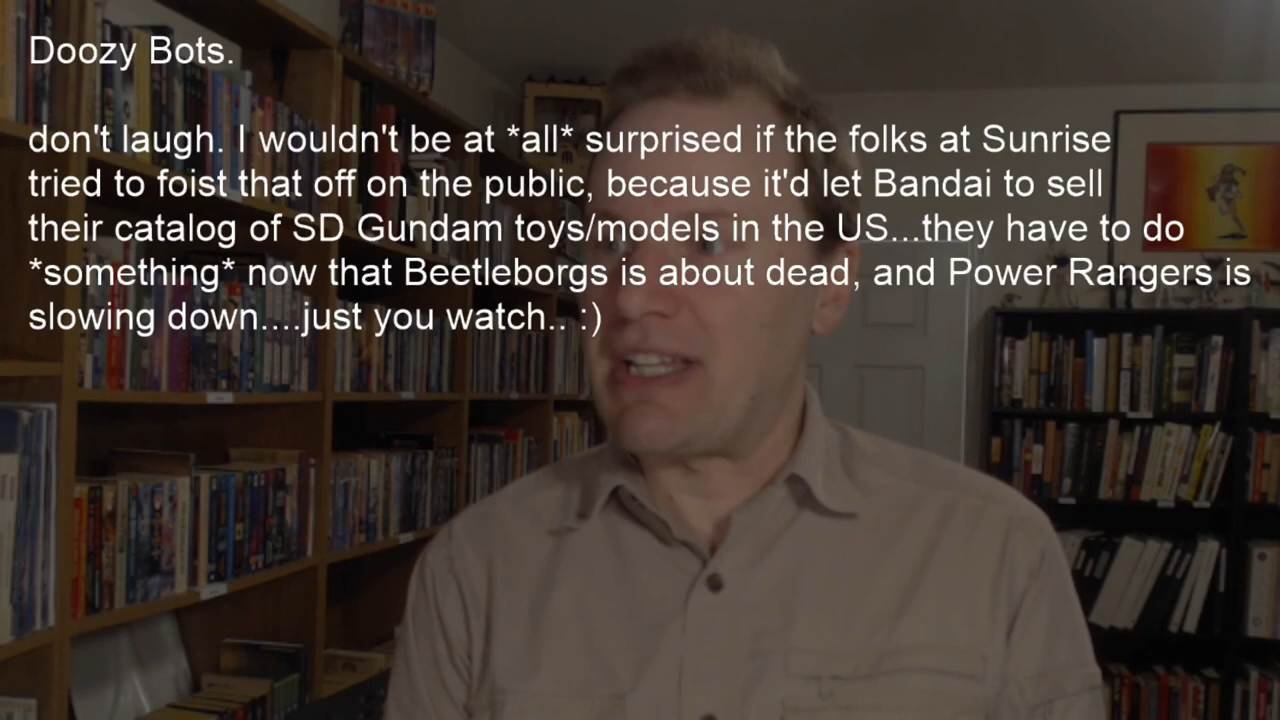 Doozy Bots.
don't laugh. I wouldn't be at *all* surprised if the folks at Sunrise
tried to foist that off on the public, because it'd let Bandai to sell
their catalog of SD Gundam toys/models in the US...they have to do
*something* now that Beetleborgs is about dead, and Power Rangers is
slowing down....just you watch.. :)